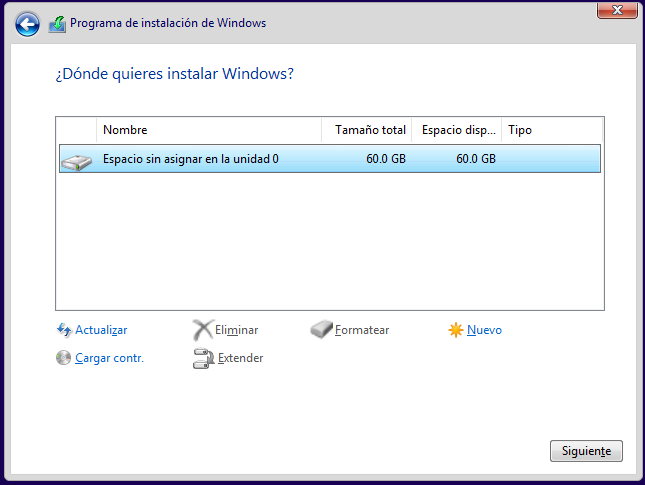 Programa de instalación de Windows
¿Dónde quieres instalar Windows?
Nombre Tamaño total Espacio disp... Tipo
Espacio sin asignar en la unidad 0 60.0 GB 60.0 GB
Actualizar Eliminar Formatear Nuevo
Cargar contr. Extender
Siguiente